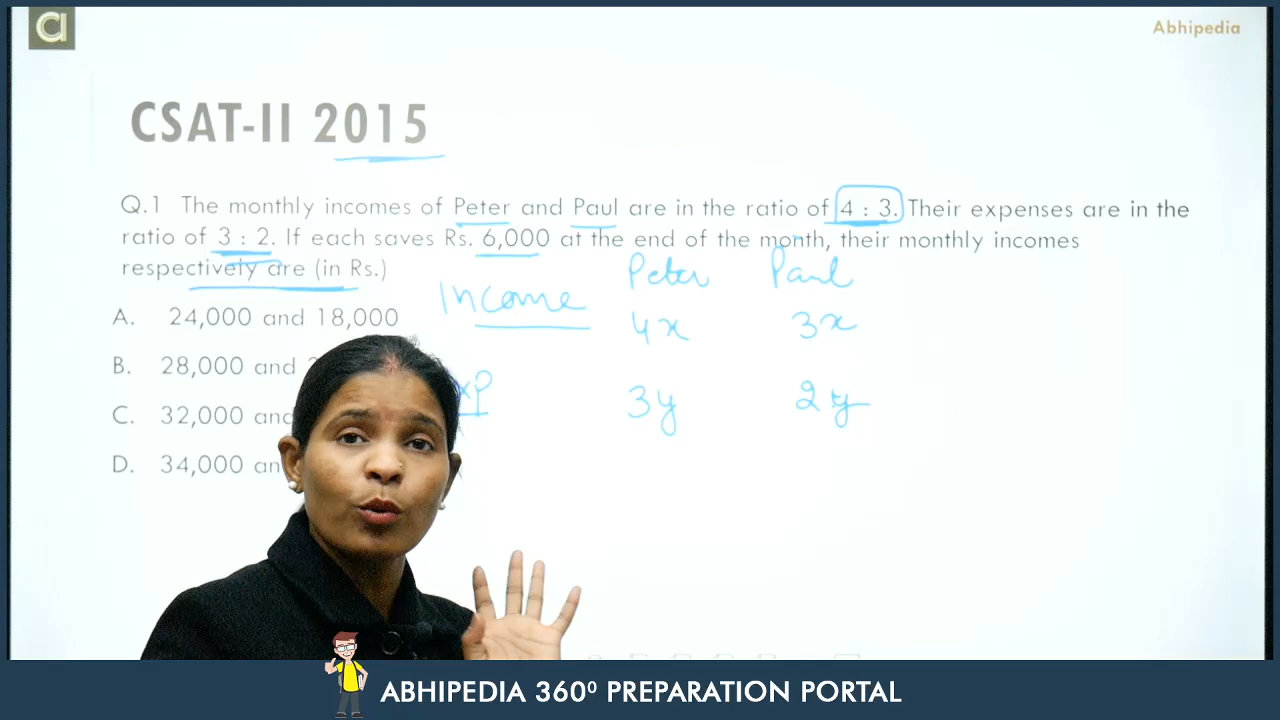 a
Abhipedia
CSAT-II 2015
Q.1 The monthly incomes of Peter and Paul are in the ratio of 4 : 3. Their expenses are in the
ratio of 3 : 2. If each saves Rs. 6,000 at the end of the month, their monthly incomes
respectively are (in Rs.)
Peter Paul
Income 4x 3x
A. 24,000 and 18,000
B. 28,000 and
3y 2y
C. 32,000 and
D. 34,000
ABHIPEDIA 360⁰ PREPARATION PORTAL